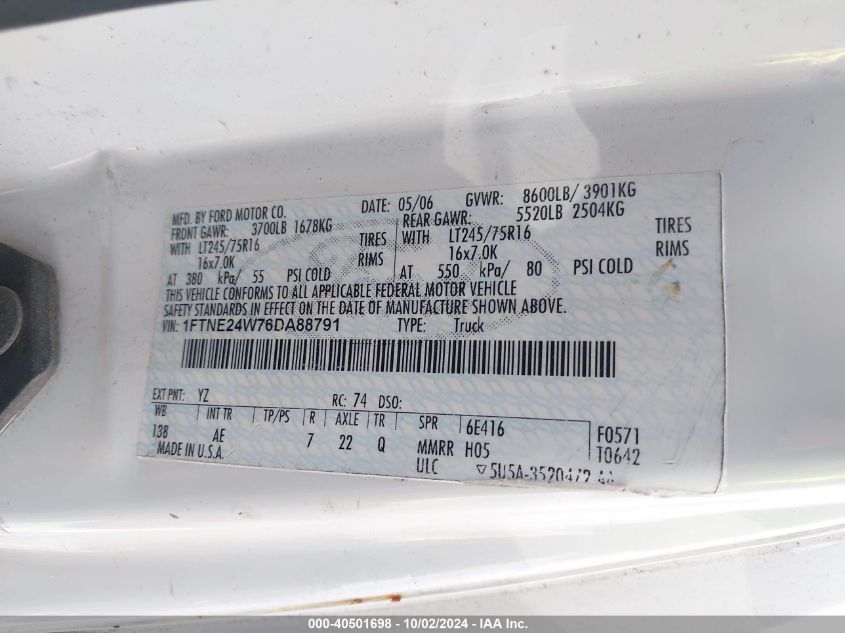 MFD. BY FORD MOTOR CO.
DATE: 05/06 GVWR: 8600LB/ 3901KG
FRONT GAWR: 3700LB 1678KG
REAR GAWR: 5520LB 2504KG
WITH LT245/75R16 TIRES
WITH LT245/75R16 TIRES
16x7.0K RIMS
16x7.0K RIMS
AT 380 kPa/ 55 PSI COLD
AT 550 kPa/ 80 PSI COLD
THIS VEHICLE CONFORMS TO ALL APPLICABLE FEDERAL MOTOR VEHICLE
SAFETY STANDARDS IN EFFECT ON THE DATE OF MANUFACTURE SHOWN ABOVE.
VIN: 1FTNE24W76DA88791 TYPE: Truck
EXT PNT: YZ RC: 74 DSO:
WB INT TR TP/PS R AXLE TR SPR 6E416 F0571
138 AE 7 22 Q MMRR H05 T0642
MADE IN U.S.A. ULC 5U5A-3520472-AA
000-40501698 - 10/02/2024 - IAA Inc.